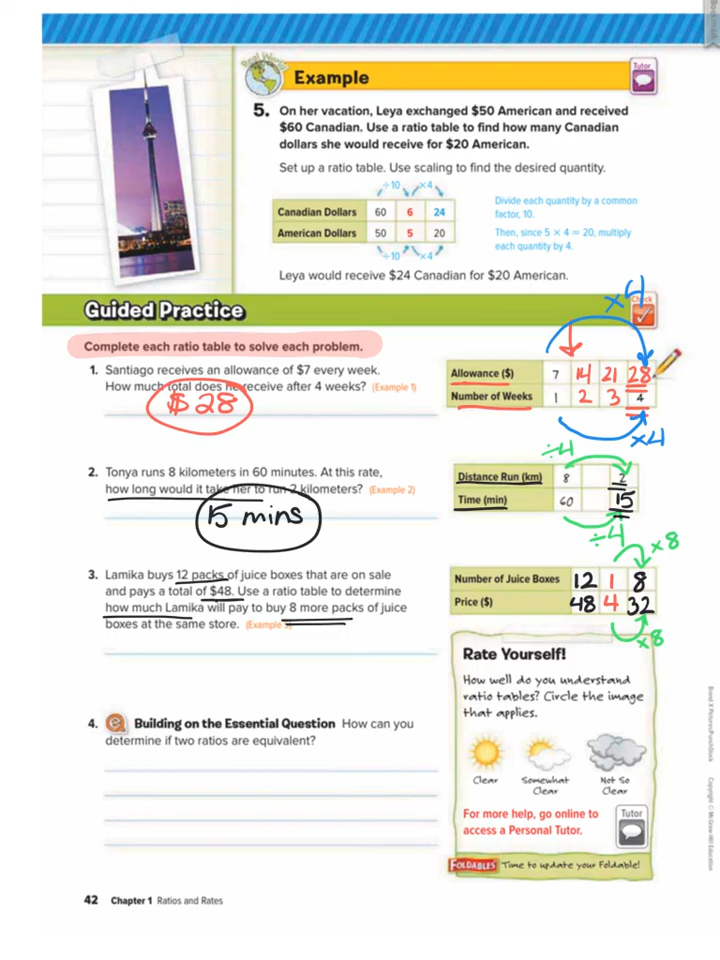 Tutor
Real World
Example
5. On her vacation, Leya exchanged $50 American and received
$60 Canadian. Use a ratio table to find how many Canadian
dollars she would receive for $20 American.
Set up a ratio table. Use scaling to find the desired quantity.
÷10 ×4
Canadian Dollars 60 6 24
American Dollars 50 5 20
÷10 ×4
Divide each quantity by a common
factor, 10.
Then, since 5 × 4 = 20, multiply
each quantity by 4.
Leya would receive $24 Canadian for $20 American.
Guided Practice
Check
×4
Complete each ratio table to solve each problem.
1. Santiago receives an allowance of $7 every week.
How much total does he receive after 4 weeks? (Example 1)
$28
Allowance ($) 7 14 21 28
Number of Weeks 1 2 3 4
×4
2. Tonya runs 8 kilometers in 60 minutes. At this rate,
how long would it take her to run 2 kilometers? (Example 2)
15 mins
÷4
Distance Run (km) 8 2
Time (min) 60 15
÷4
3. Lamika buys 12 packs of juice boxes that are on sale
and pays a total of $48. Use a ratio table to determine
how much Lamika will pay to buy 8 more packs of juice
boxes at the same store. (Example 3)
×8
Number of Juice Boxes 12 1 8
Price ($) 48 4 32
×8
4. e Building on the Essential Question How can you
determine if two ratios are equivalent?
Rate Yourself!
How well do you understand
ratio tables? Circle the image
that applies.
Clear
Somewhat
Clear
Not So
Clear
For more help, go online to
access a Personal Tutor.
Tutor
FOLDABLES Time to update your Foldable!
42 Chapter 1 Ratios and Rates
Brand X Pictures/PunchStock
Copyright © McGraw-Hill Education